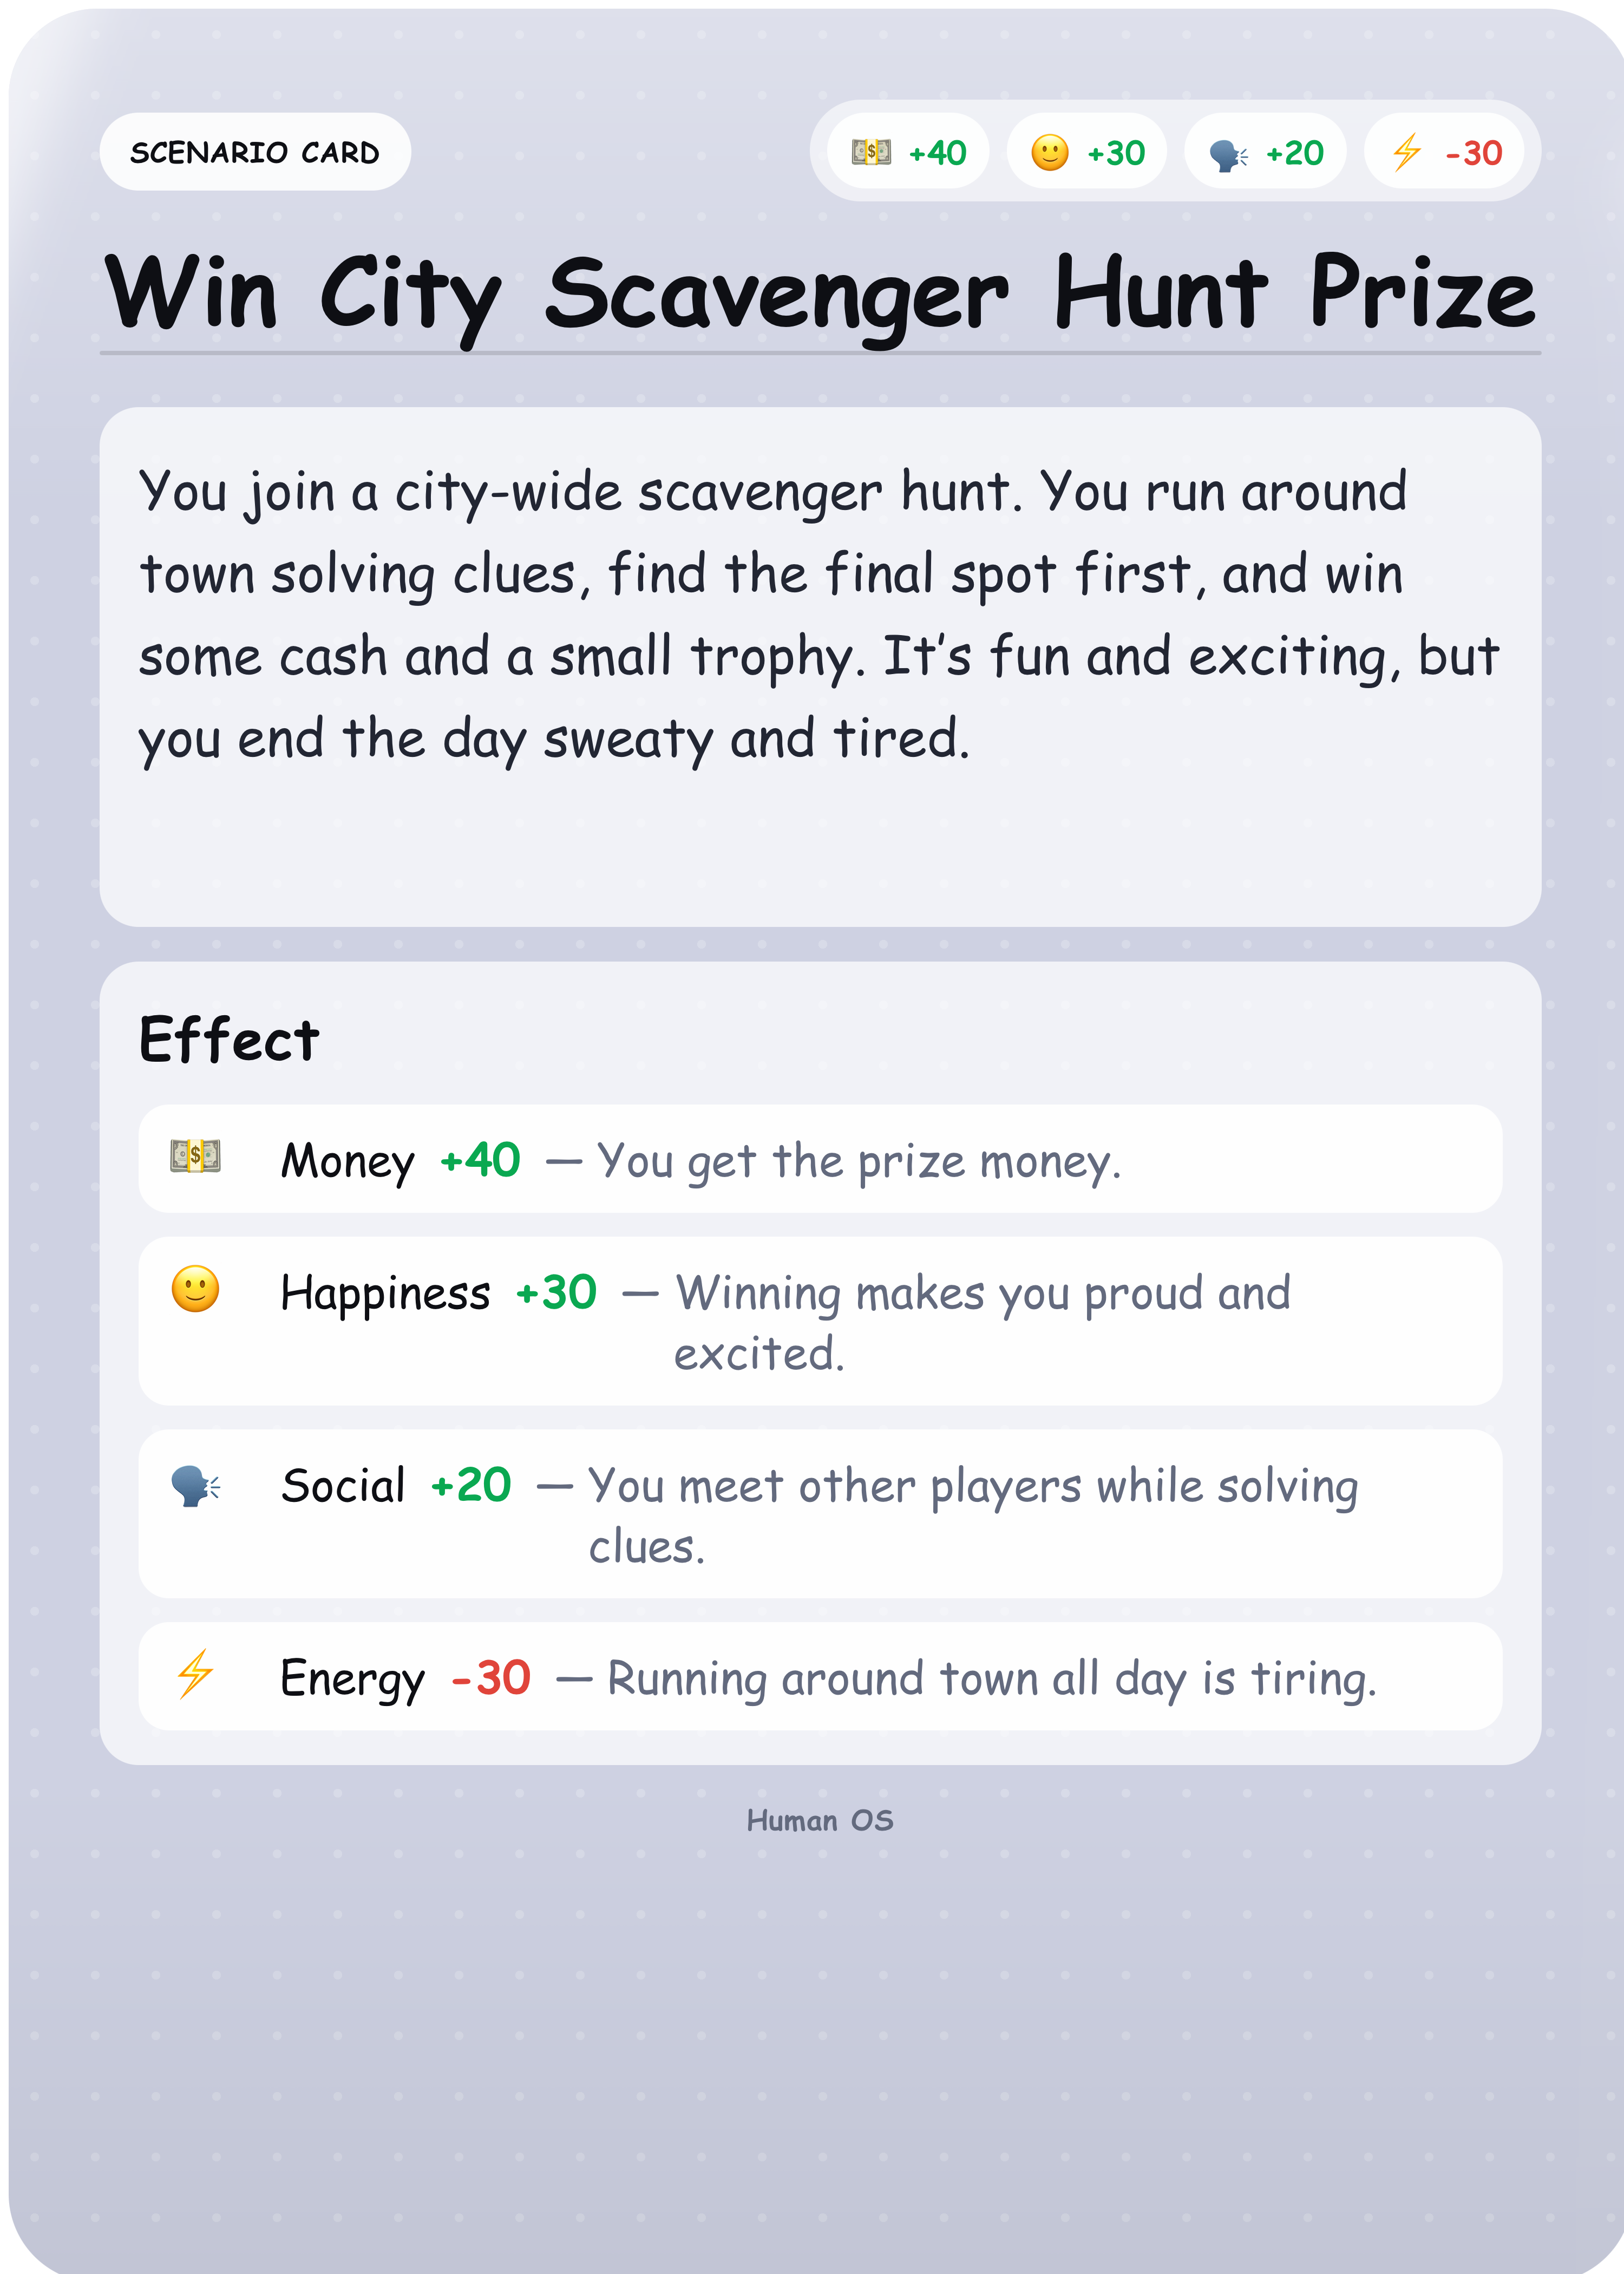 SCENARIO CARD
💵 +40 🙂 +30 🗣️ +20 ⚡ -30
Win City Scavenger Hunt Prize
You join a city-wide scavenger hunt. You run around
town solving clues, find the final spot first, and win
some cash and a small trophy. It’s fun and exciting, but
you end the day sweaty and tired.
Effect
💵 Money +40 — You get the prize money.
🙂 Happiness +30 — Winning makes you proud and
excited.
🗣️ Social +20 — You meet other players while solving
clues.
⚡ Energy -30 — Running around town all day is tiring.
Human OS